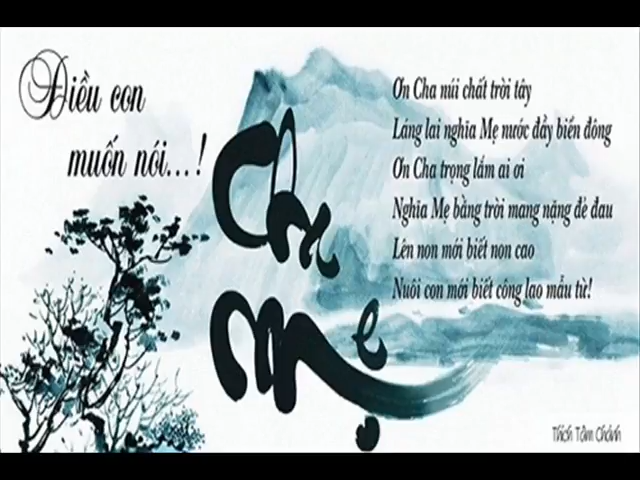 Điều con
muốn nói...!
Cha
Mẹ
Ơn Cha núi chất trời tây
Láng lai nghĩa Mẹ nước đầy biển đông
Ơn Cha trọng lắm ai ơi
Nghĩa Mẹ bằng trời mang nặng đẻ đau
Lên non mới biết non cao
Nuôi con mới biết công lao mẫu từ!
Thích Tâm Chánh